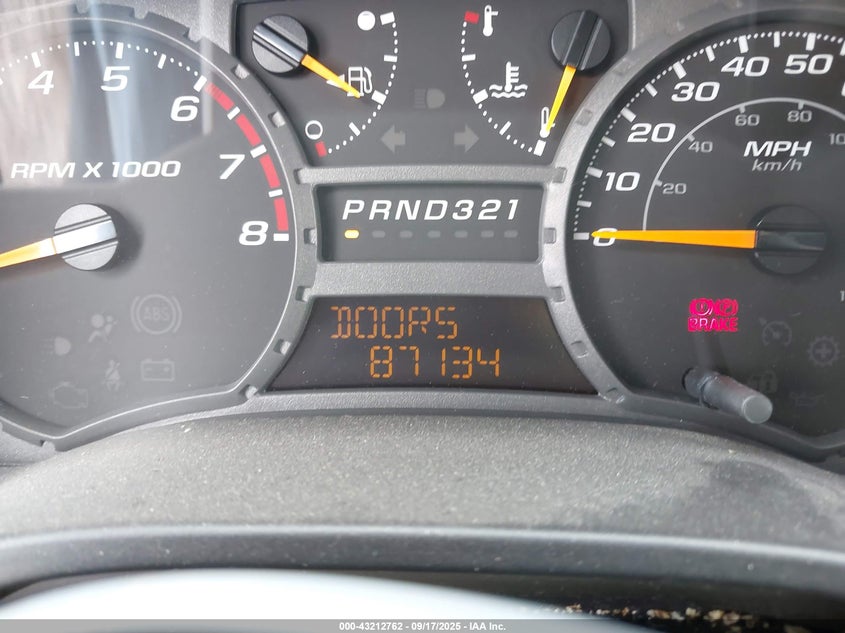 4 5 6 7 8
RPM X 1000
PRND321
DOORS
87134
0 10 20 30 40 50
20 40 60 80
MPH
km/h
BRAKE
ABS
000-43212762 - 09/17/2025 - IAA Inc.